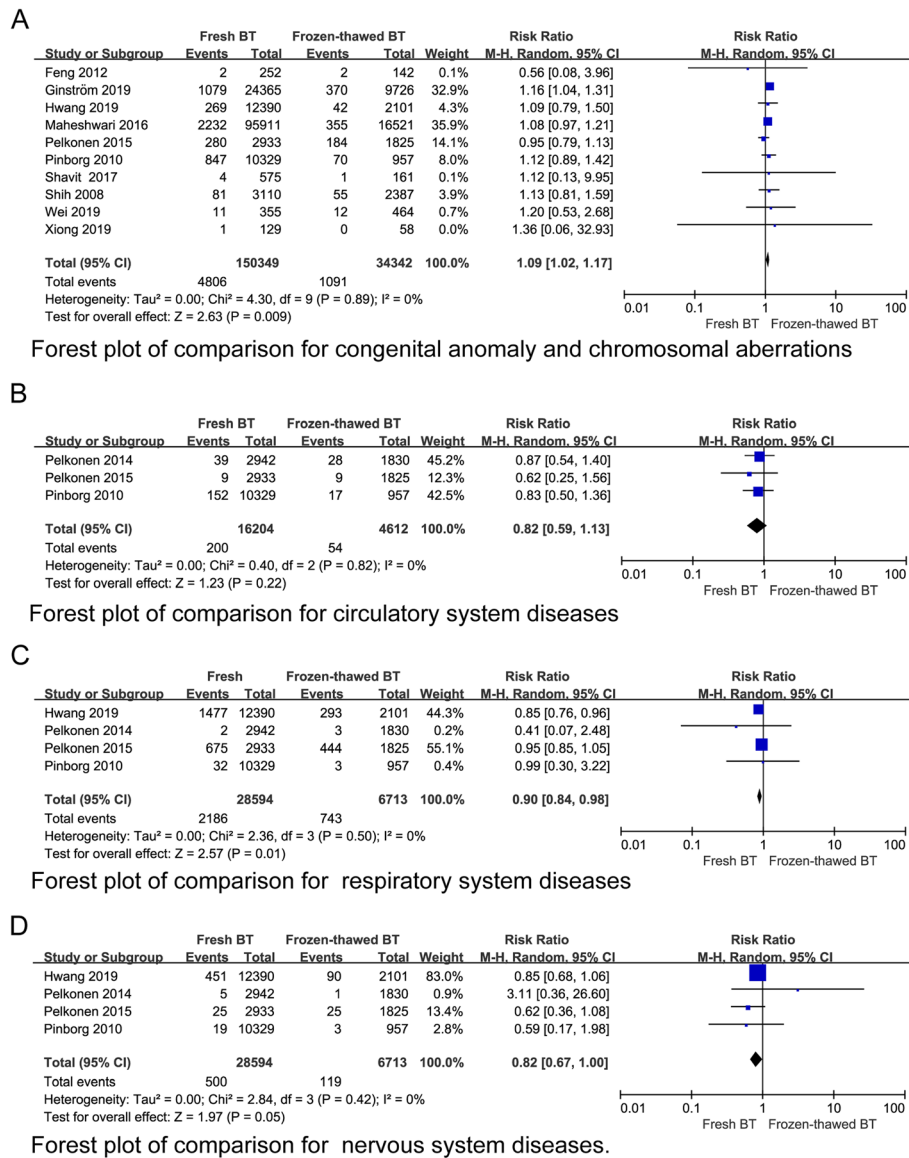 A
Fresh BT Frozen-thawed BT Risk Ratio Risk Ratio
Study or Subgroup Events Total Events Total Weight M-H. Random. 95% CI M-H. Random. 95% CI
Feng 2012 2 252 2 142 0.1% 0.56 [0.08, 3.96]
Ginström 2019 1079 24365 370 9726 32.9% 1.16 [1.04, 1.31]
Hwang 2019 269 12390 42 2101 4.3% 1.09 [0.79, 1.50]
Maheshwari 2016 2232 95911 355 16521 35.9% 1.08 [0.97, 1.21]
Pelkonen 2015 280 2933 184 1825 14.1% 0.95 [0.79, 1.13]
Pinborg 2010 847 10329 70 957 8.0% 1.12 [0.89, 1.42]
Shavit 2017 4 575 1 161 0.1% 1.12 [0.13, 9.95]
Shih 2008 81 3110 55 2387 3.9% 1.13 [0.81, 1.59]
Wei 2019 11 355 12 464 0.7% 1.20 [0.53, 2.68]
Xiong 2019 1 129 0 58 0.0% 1.36 [0.06, 32.93]
Total (95% CI) 150349 34342 100.0% 1.09 [1.02, 1.17]
Total events 4806 1091
Heterogeneity: Tau² = 0.00; Chi² = 4.30, df = 9 (P = 0.89); I² = 0%
Test for overall effect: Z = 2.63 (P = 0.009)
0.01 0.1 1 10 100
Fresh BT Frozen-thawed BT
Forest plot of comparison for congenital anomaly and chromosomal aberrations
B
Fresh BT Frozen-thawed BT Risk Ratio Risk Ratio
Study or Subgroup Events Total Events Total Weight M-H. Random. 95% CI M-H. Random. 95% CI
Pelkonen 2014 39 2942 28 1830 45.2% 0.87 [0.54, 1.40]
Pelkonen 2015 9 2933 9 1825 12.3% 0.62 [0.25, 1.56]
Pinborg 2010 152 10329 17 957 42.5% 0.83 [0.50, 1.36]
Total (95% CI) 16204 4612 100.0% 0.82 [0.59, 1.13]
Total events 200 54
Heterogeneity: Tau² = 0.00; Chi² = 0.40, df = 2 (P = 0.82); I² = 0%
Test for overall effect: Z = 1.23 (P = 0.22)
0.01 0.1 1 10 100
Fresh BT Frozen-thawed BT
Forest plot of comparison for circulatory system diseases
C
Fresh Frozen-thawed BT Risk Ratio Risk Ratio
Study or Subgroup Events Total Events Total Weight M-H. Random. 95% CI M-H. Random. 95% CI
Hwang 2019 1477 12390 293 2101 44.3% 0.85 [0.76, 0.96]
Pelkonen 2014 2 2942 3 1830 0.2% 0.41 [0.07, 2.48]
Pelkonen 2015 675 2933 444 1825 55.1% 0.95 [0.85, 1.05]
Pinborg 2010 32 10329 3 957 0.4% 0.99 [0.30, 3.22]
Total (95% CI) 28594 6713 100.0% 0.90 [0.84, 0.98]
Total events 2186 743
Heterogeneity: Tau² = 0.00; Chi² = 2.36, df = 3 (P = 0.50); I² = 0%
Test for overall effect: Z = 2.57 (P = 0.01)
0.01 0.1 1 10 100
Fresh BT Frozen-thawed BT
Forest plot of comparison for respiratory system diseases
D
Fresh BT Frozen-thawed BT Risk Ratio Risk Ratio
Study or Subgroup Events Total Events Total Weight M-H. Random. 95% CI M-H. Random. 95% CI
Hwang 2019 451 12390 90 2101 83.0% 0.85 [0.68, 1.06]
Pelkonen 2014 5 2942 1 1830 0.9% 3.11 [0.36, 26.60]
Pelkonen 2015 25 2933 25 1825 13.4% 0.62 [0.36, 1.08]
Pinborg 2010 19 10329 3 957 2.8% 0.59 [0.17, 1.98]
Total (95% CI) 28594 6713 100.0% 0.82 [0.67, 1.00]
Total events 500 119
Heterogeneity: Tau² = 0.00; Chi² = 2.84, df = 3 (P = 0.42); I² = 0%
Test for overall effect: Z = 1.97 (P = 0.05)
0.01 0.1 1 10 100
Fresh BT Frozen-thawed BT
Forest plot of comparison for nervous system diseases.